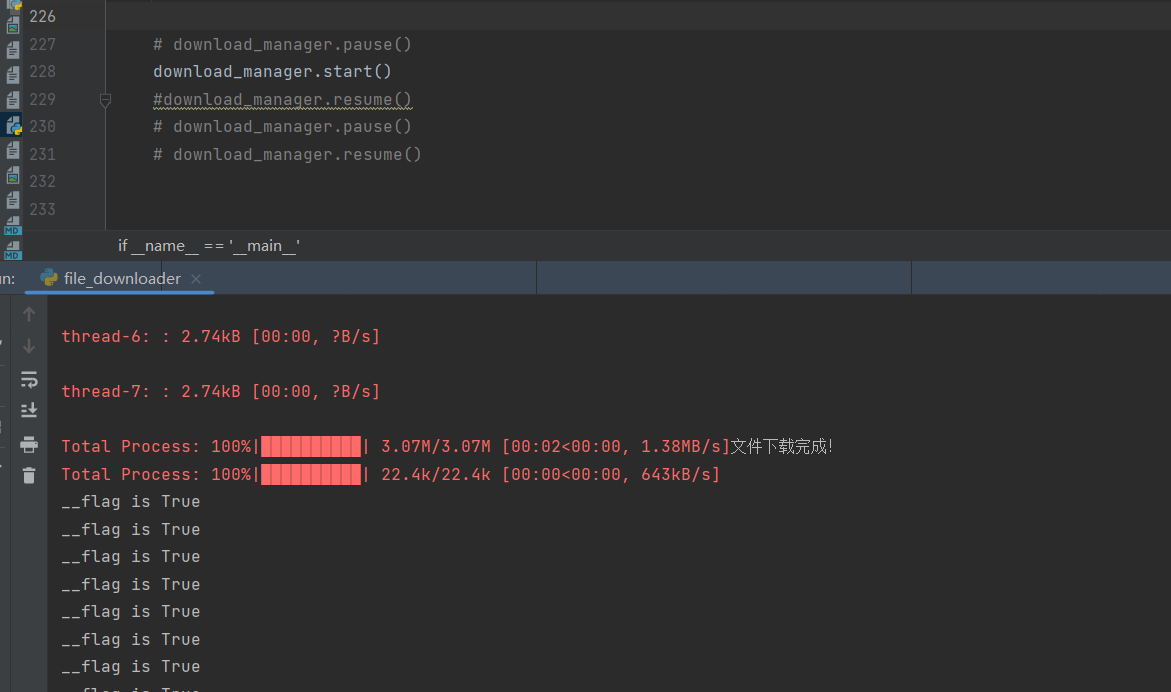 226
227 # download_manager.pause()
228 download_manager.start()
229 #download_manager.resume()
230 # download_manager.pause()
231 # download_manager.resume()
232
233
if __name__ == '__main__'
un: file_downloader ×
thread-6: : 2.74kB [00:00, ?B/s]
thread-7: : 2.74kB [00:00, ?B/s]
Total Process: 100%|██████████| 3.07M/3.07M [00:02<00:00, 1.38MB/s]文件下载完成!
Total Process: 100%|██████████| 22.4k/22.4k [00:00<00:00, 643kB/s]
__flag is True
__flag is True
__flag is True
__flag is True
__flag is True
__flag is True
__flag is True
__flag is True